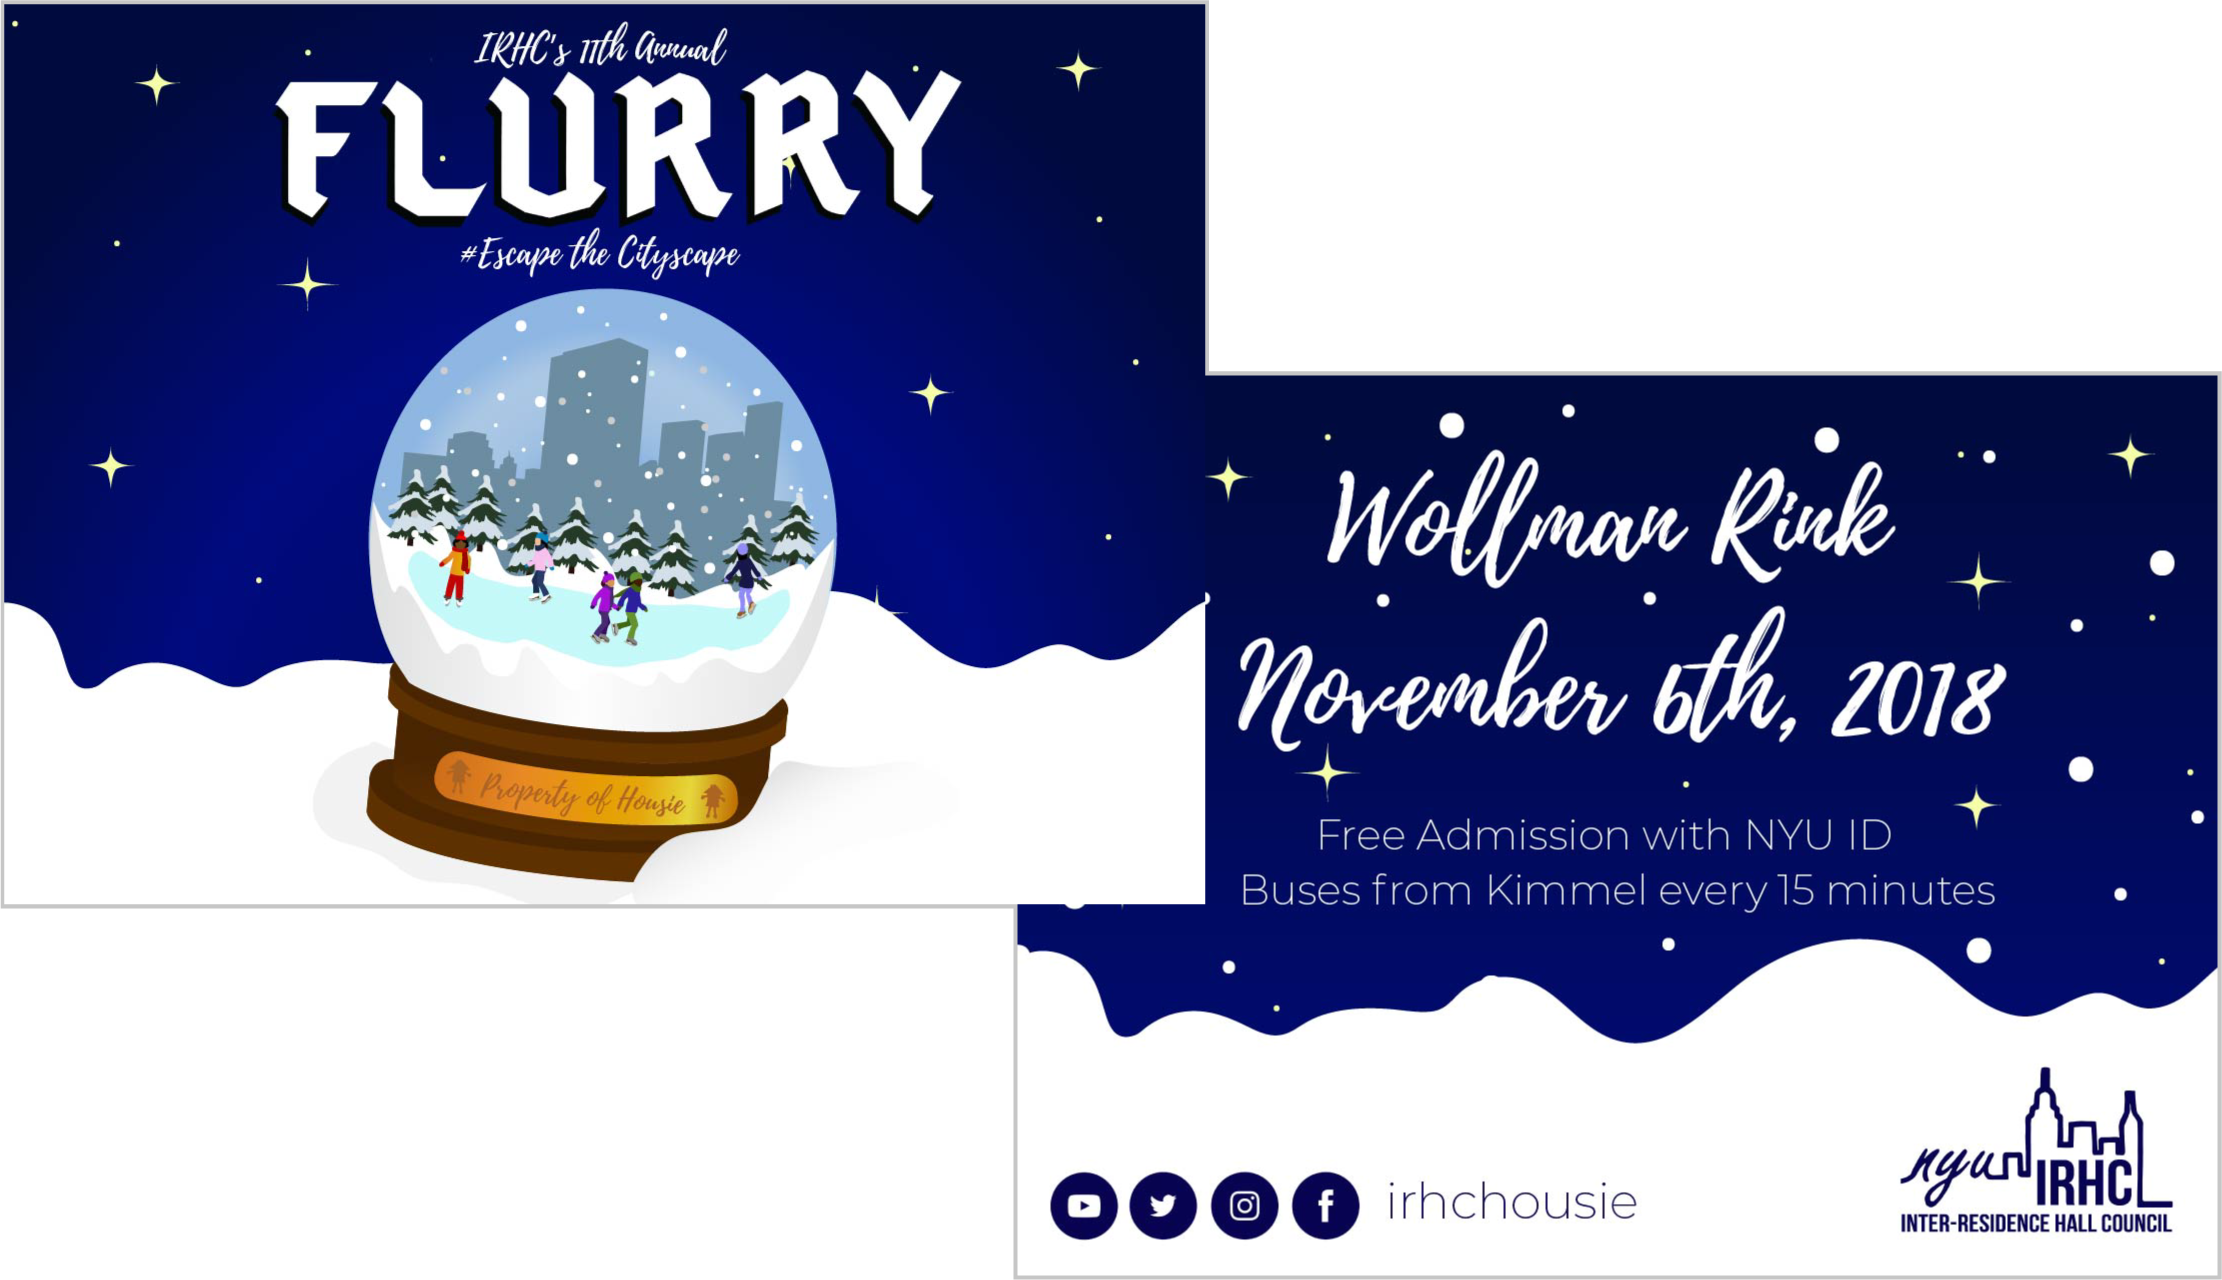 IRHC's 11th Annual
FLURRY
#Escape the Cityscape
Property of Housie
Wollman Rink
November 6th, 2018
Free Admission with NYU ID
Buses from Kimmel every 15 minutes
irhchousie
nyu IRHC
INTER-RESIDENCE HALL COUNCIL